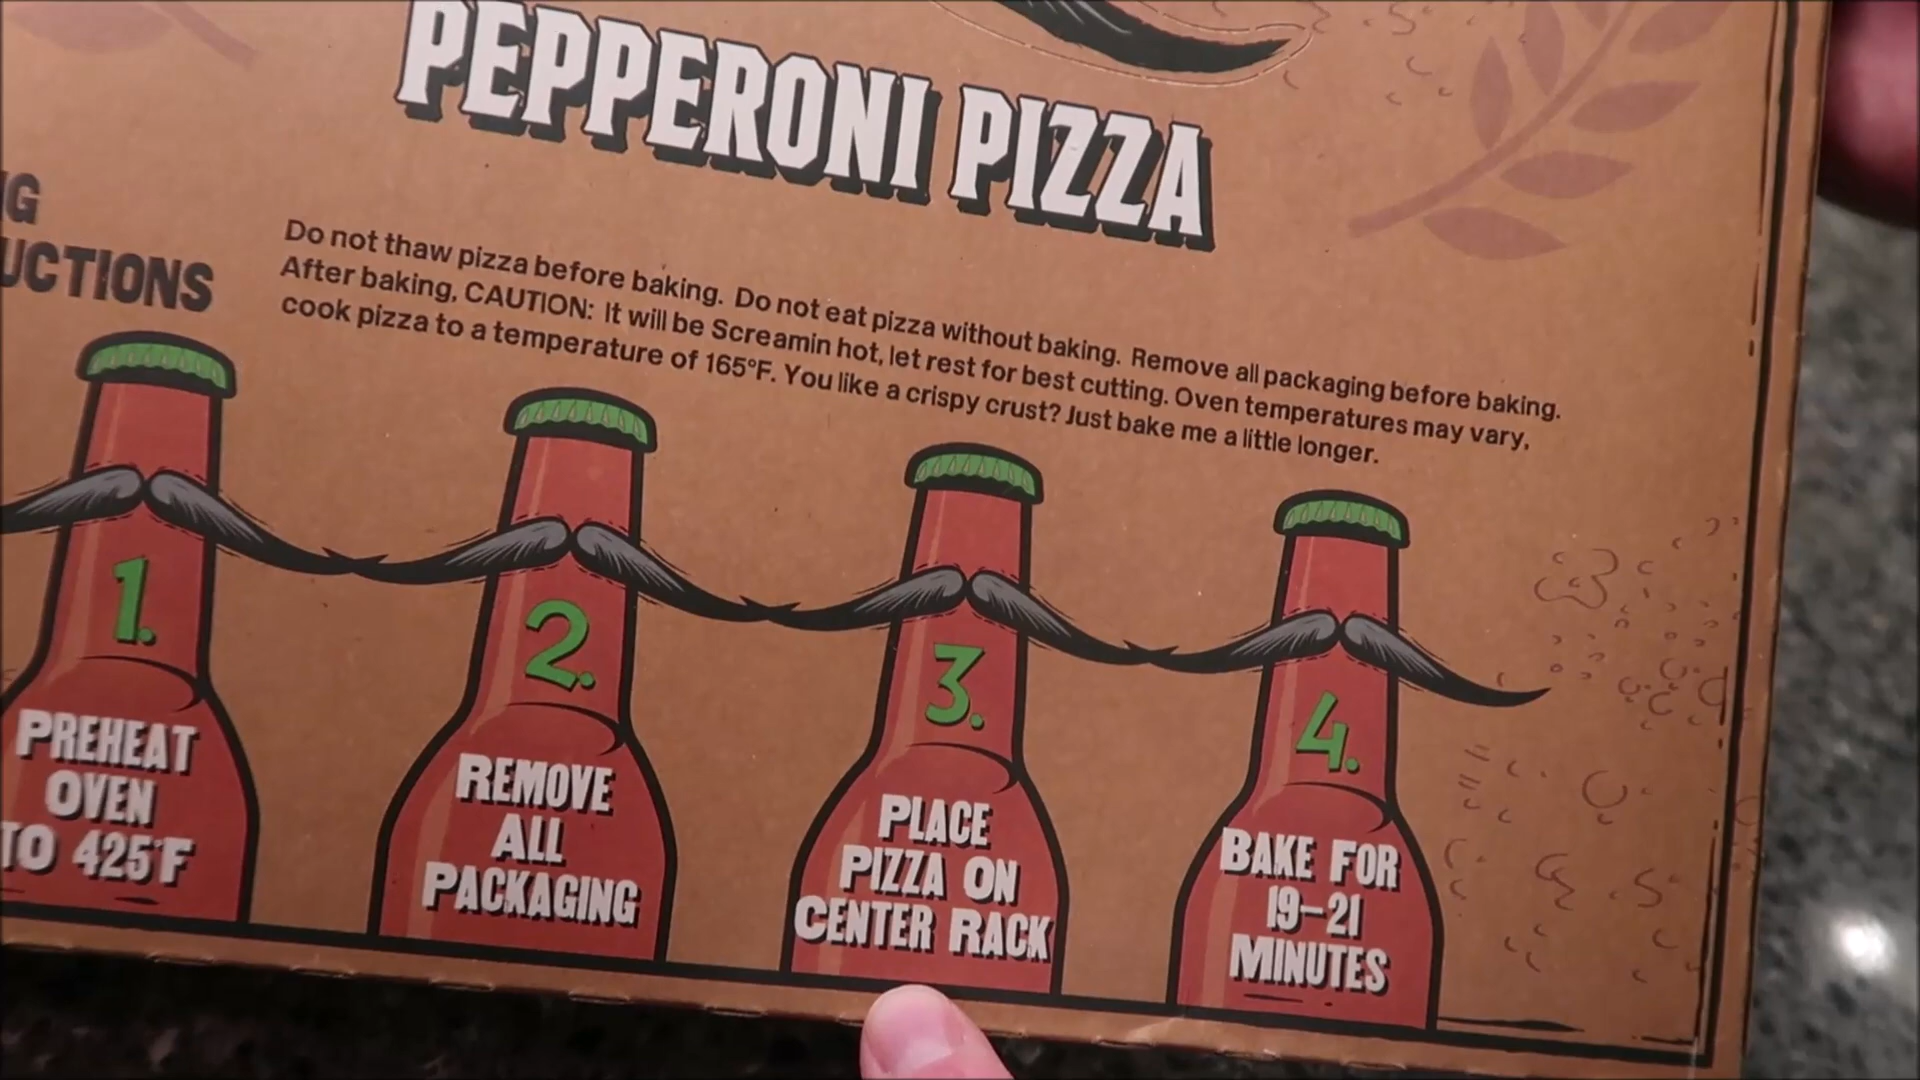 PEPPERONI PIZZA
Do not thaw pizza before baking. Do not eat pizza without baking. Remove all packaging before baking.
After baking, CAUTION: It will be Screamin hot, let rest for best cutting. Oven temperatures may vary,
cook pizza to a temperature of 165°F. You like a crispy crust? Just bake me a little longer.
1.
PREHEAT
OVEN
TO 425°F
2.
REMOVE
ALL
PACKAGING
3.
PLACE
PIZZA ON
CENTER RACK
4.
BAKE FOR
19-21
MINUTES